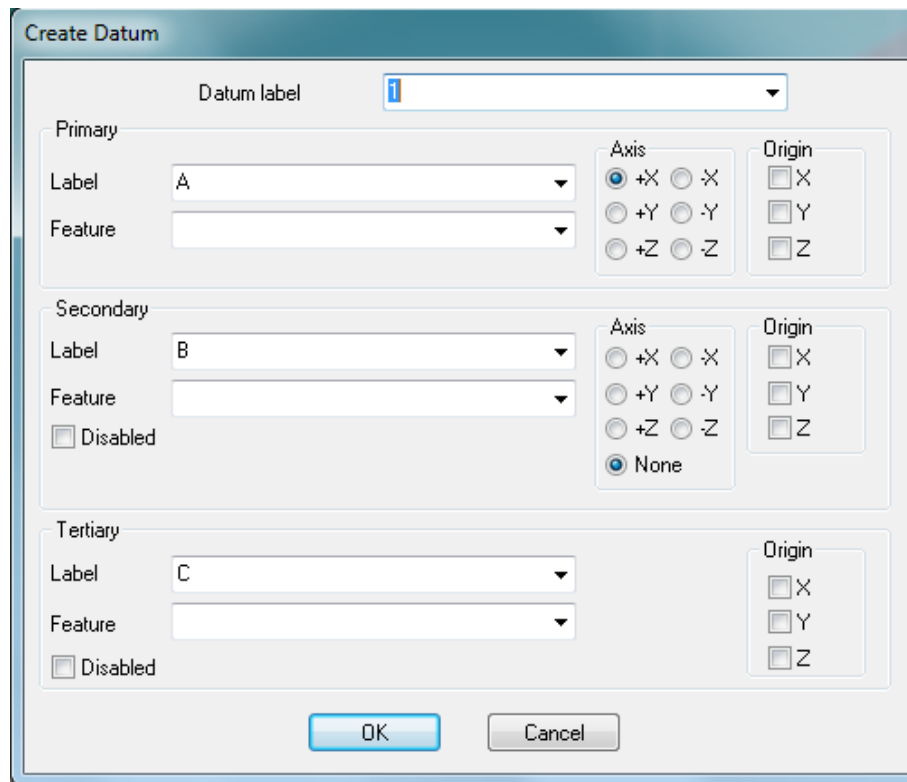 Create Datum
Datum label 1
Primary
Axis Origin
Label A +X -X X
+Y -Y Y
Feature
+Z -Z Z
Secondary
Axis Origin
Label B +X -X X
Feature +Y -Y Y
Disabled +Z -Z Z
None
Tertiary
Origin
Label C X
Feature Y
Disabled Z
OK Cancel